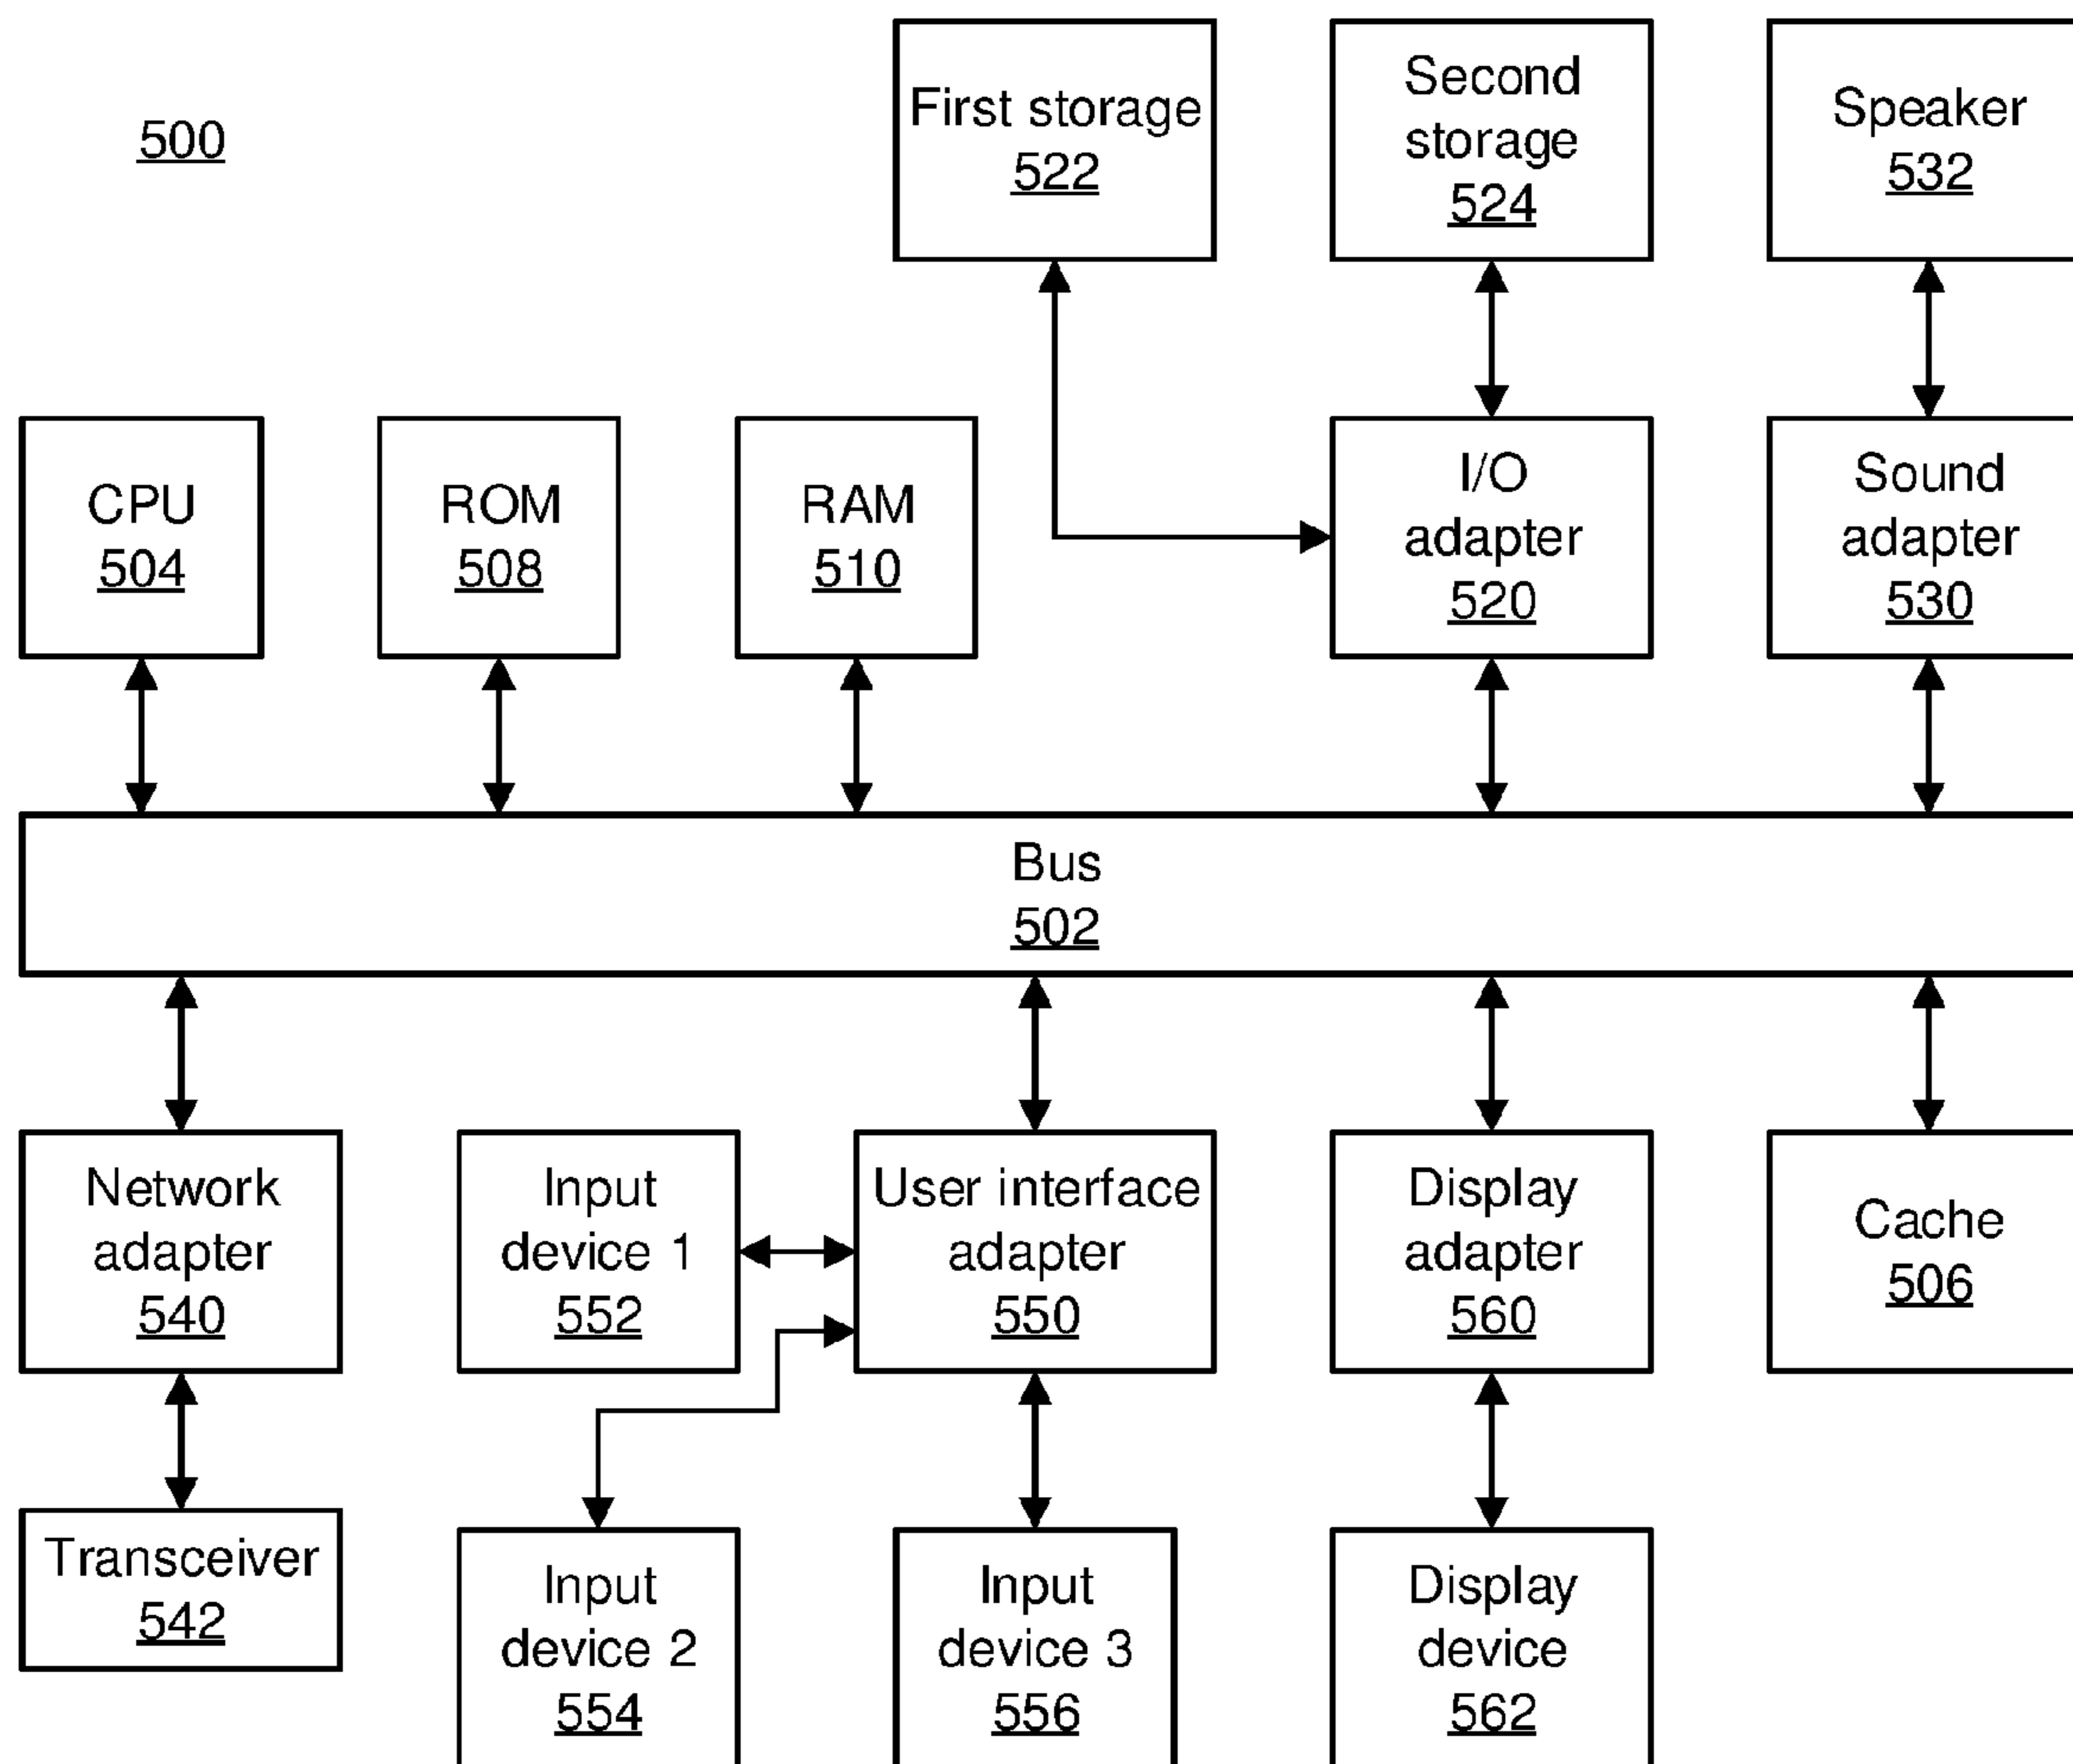 500
First storage
522
Second
storage
524
Speaker
532
CPU
504
ROM
508
RAM
510
I/O
adapter
520
Sound
adapter
530
Bus
502
Network
adapter
540
Input
device 1
552
User interface
adapter
550
Display
adapter
560
Cache
506
Transceiver
542
Input
device 2
554
Input
device 3
556
Display
device
562